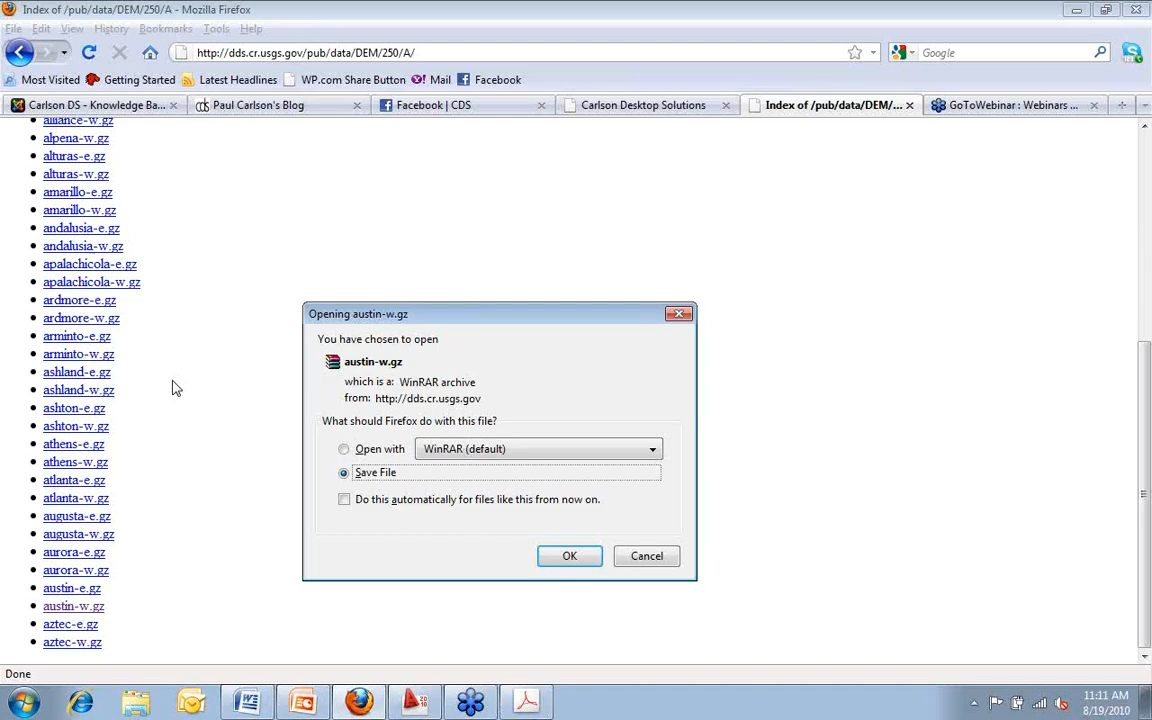 Index of /pub/data/DEM/250/A - Mozilla Firefox
File Edit View History Bookmarks Tools Help
http://dds.cr.usgs.gov/pub/data/DEM/250/A/
Google
Most Visited Getting Started Latest Headlines WP.com Share Button Mail Facebook
Carlson DS - Knowledge Ba... Paul Carlson's Blog Facebook | CDS Carlson Desktop Solutions Index of /pub/data/DEM/... GoToWebinar : Webinars ...
alliance-w.gz
alpena-w.gz
alturas-e.gz
alturas-w.gz
amarillo-e.gz
amarillo-w.gz
andalusia-e.gz
andalusia-w.gz
apalachicola-e.gz
apalachicola-w.gz
ardmore-e.gz
ardmore-w.gz
arminto-e.gz
arminto-w.gz
ashland-e.gz
ashland-w.gz
ashton-e.gz
ashton-w.gz
athens-e.gz
athens-w.gz
atlanta-e.gz
atlanta-w.gz
augusta-e.gz
augusta-w.gz
aurora-e.gz
aurora-w.gz
austin-e.gz
austin-w.gz
aztec-e.gz
aztec-w.gz
Opening austin-w.gz
You have chosen to open
austin-w.gz
which is a: WinRAR archive
from: http://dds.cr.usgs.gov
What should Firefox do with this file?
Open with WinRAR (default)
Save File
Do this automatically for files like this from now on.
OK Cancel
Done
11:11 AM
8/19/2010